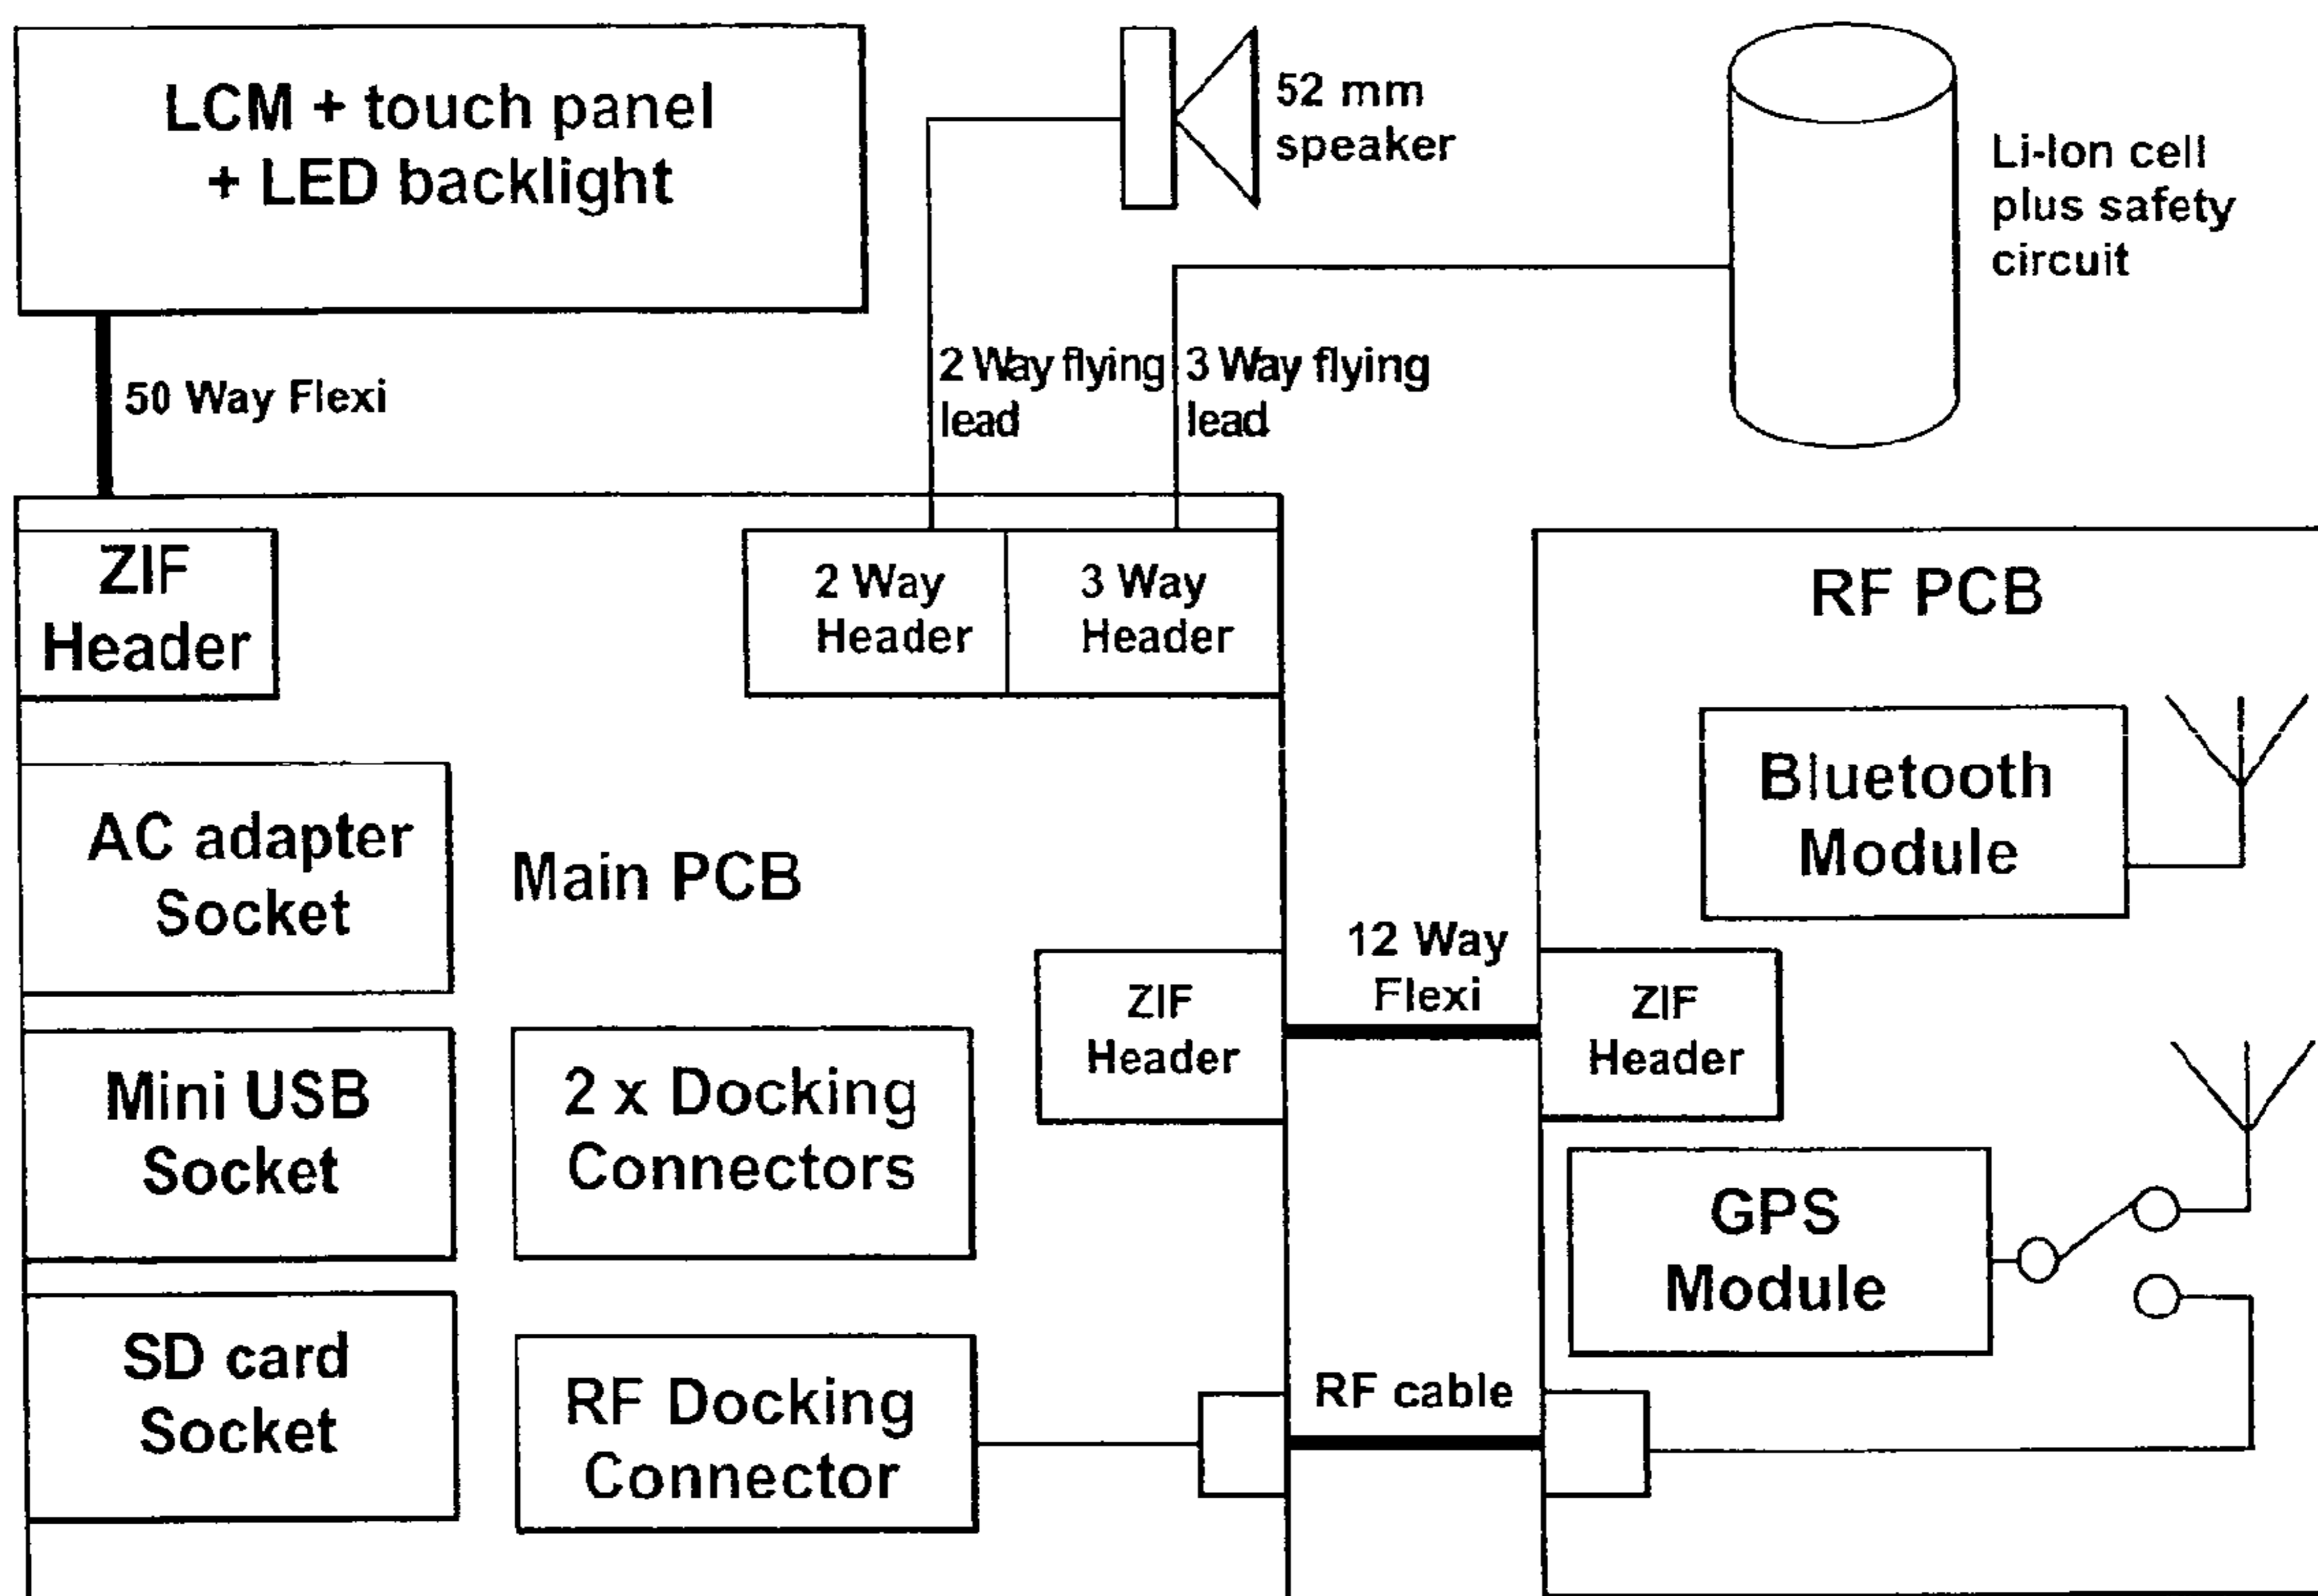 LCM + touch panel
+ LED backlight
52 mm
speaker
Li-Ion cell
plus safety
circuit
50 Way Flexi
2 Way flying
lead
3 Way flying
lead
ZIF
Header
2 Way
Header
3 Way
Header
RF PCB
Bluetooth
Module
AC adapter
Socket
Main PCB
12 Way
Flexi
ZIF
Header
ZIF
Header
Mini USB
Socket
2 x Docking
Connectors
GPS
Module
SD card
Socket
RF Docking
Connector
RF cable